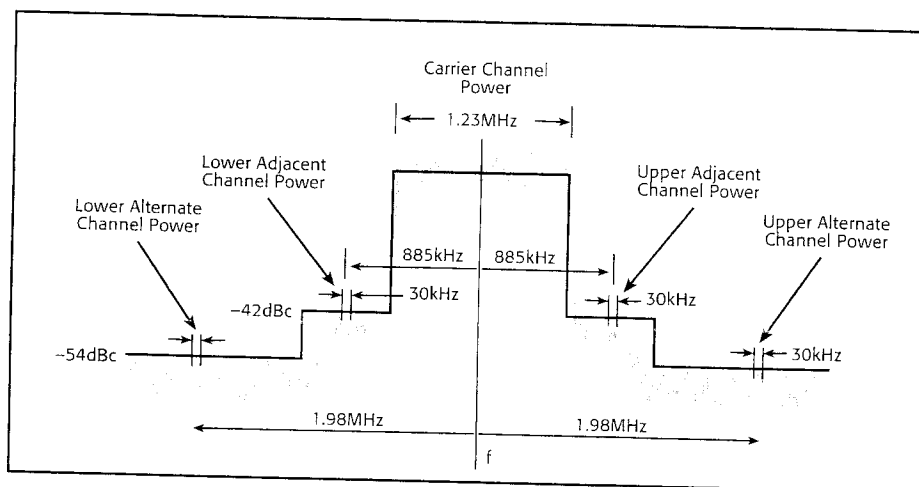 Carrier Channel
Power
1.23MHz
Lower Adjacent
Channel Power
Upper Adjacent
Channel Power
Lower Alternate
Channel Power
Upper Alternate
Channel Power
885kHz
885kHz
30kHz
30kHz
–42dBc
–54dBc
30kHz
1.98MHz
1.98MHz
f